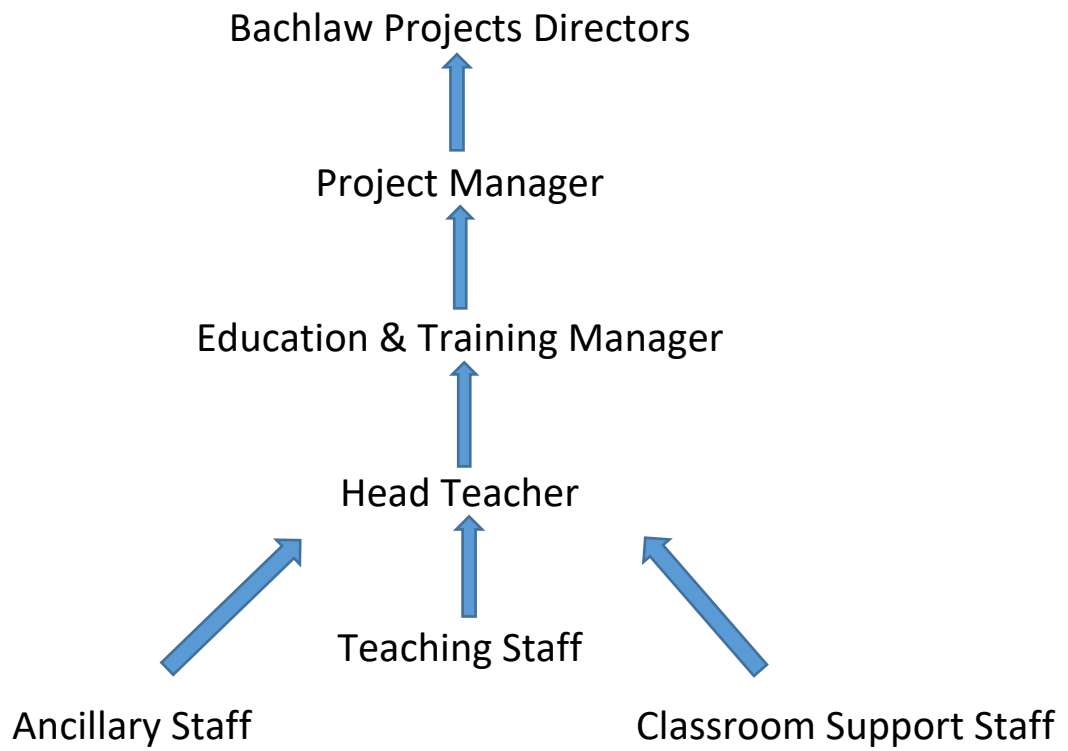 Bachlaw Projects Directors
Project Manager
Education & Training Manager
Head Teacher
Teaching Staff
Ancillary Staff
Classroom Support Staff